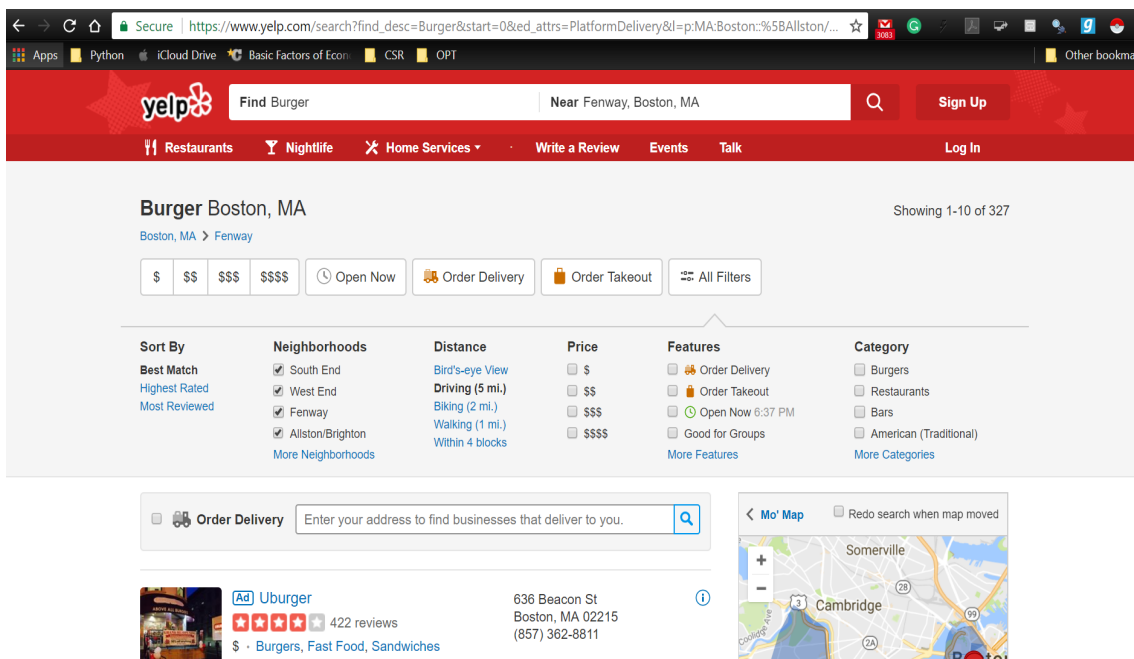 Secure | https://www.yelp.com/search?find_desc=Burger&start=0&ed_attrs=PlatformDelivery&l=p:MA:Boston::%5BAllston/...
3083
Apps Python iCloud Drive Basic Factors of Econ CSR OPT Other bookma
yelp Find Burger Near Fenway, Boston, MA Sign Up
Restaurants Nightlife Home Services Write a Review Events Talk Log In
Burger Boston, MA Showing 1-10 of 327
Boston, MA > Fenway
$ $$ $$$ $$$$ Open Now Order Delivery Order Takeout All Filters
Sort By
Best Match
Highest Rated
Most Reviewed
Neighborhoods
South End
West End
Fenway
Allston/Brighton
More Neighborhoods
Distance
Bird's-eye View
Driving (5 mi.)
Biking (2 mi.)
Walking (1 mi.)
Within 4 blocks
Price
$
$$
$$$
$$$$
Features
Order Delivery
Order Takeout
Open Now 6:37 PM
Good for Groups
More Features
Category
Burgers
Restaurants
Bars
American (Traditional)
More Categories
Order Delivery Enter your address to find businesses that deliver to you.
Mo' Map Redo search when map moved
Ad Uburger
422 reviews
$ · Burgers, Fast Food, Sandwiches
636 Beacon St
Boston, MA 02215
(857) 362-8811
+
−
Somerville
28
3
Cambridge
99
2A